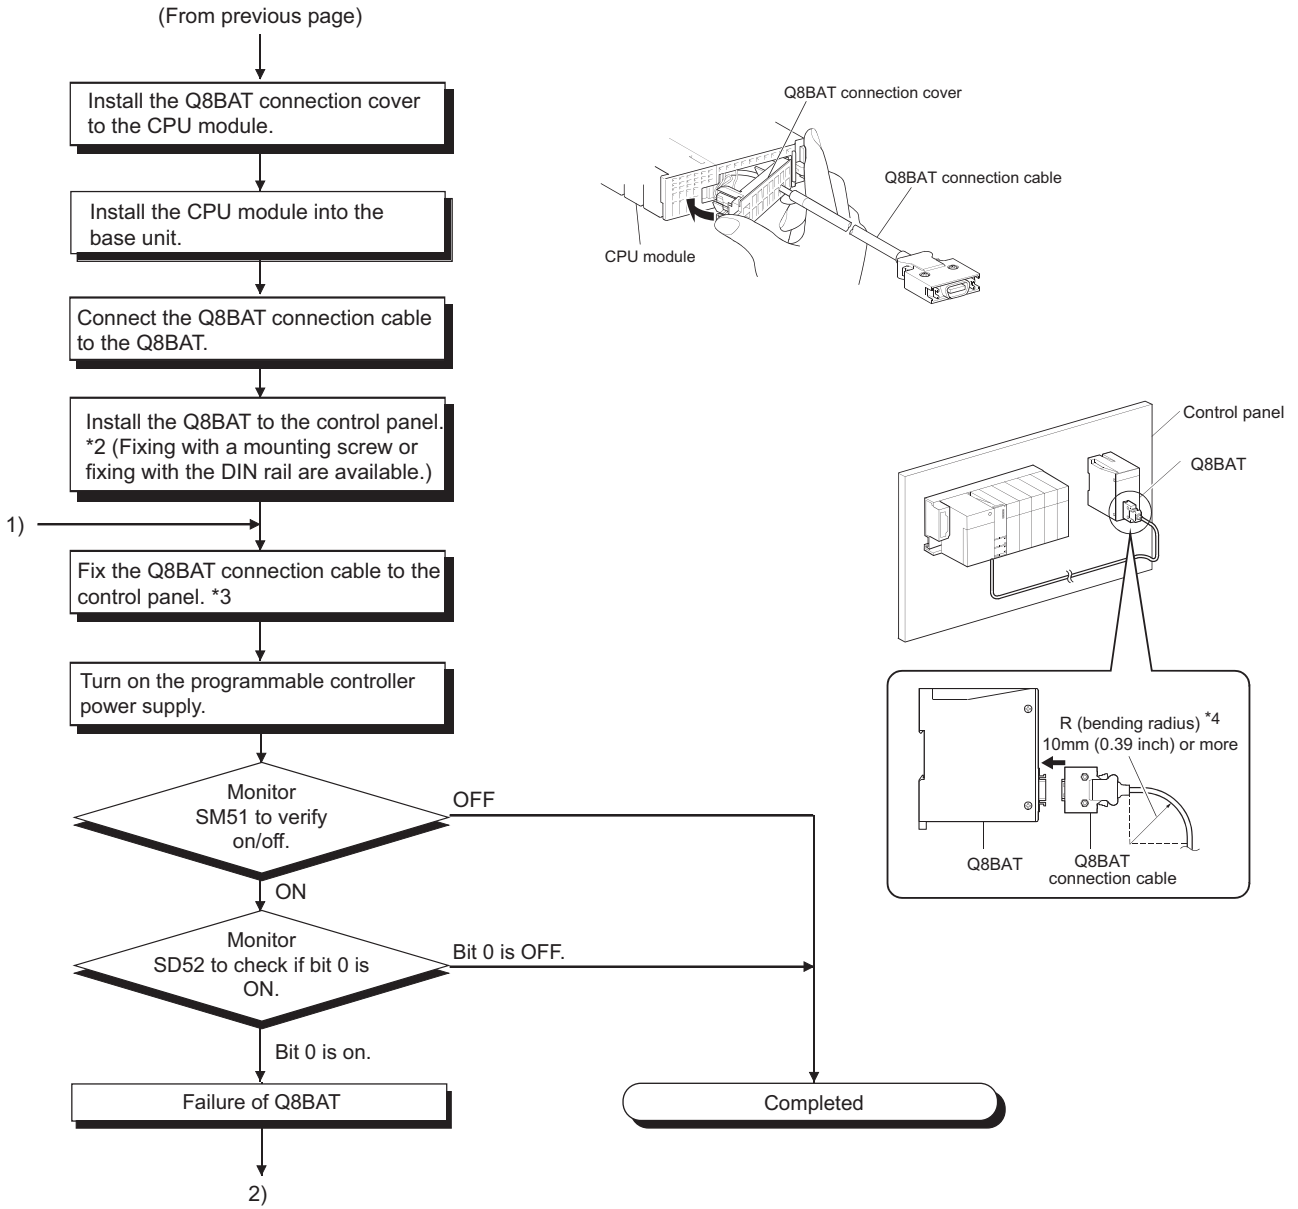 (From previous page)
Install the Q8BAT connection cover
to the CPU module.
Install the CPU module into the
base unit.
Connect the Q8BAT connection cable
to the Q8BAT.
Install the Q8BAT to the control panel.
*2 (Fixing with a mounting screw or
fixing with the DIN rail are available.)
1)
Fix the Q8BAT connection cable to the
control panel. *3
Turn on the programmable controller
power supply.
Monitor
SM51 to verify
on/off.
OFF
ON
Monitor
SD52 to check if bit 0 is
ON.
Bit 0 is OFF.
Bit 0 is on.
Failure of Q8BAT
Completed
2)
Q8BAT connection cover
Q8BAT connection cable
CPU module
Control panel
Q8BAT
R (bending radius) *4
10mm (0.39 inch) or more
Q8BAT
Q8BAT
connection cable